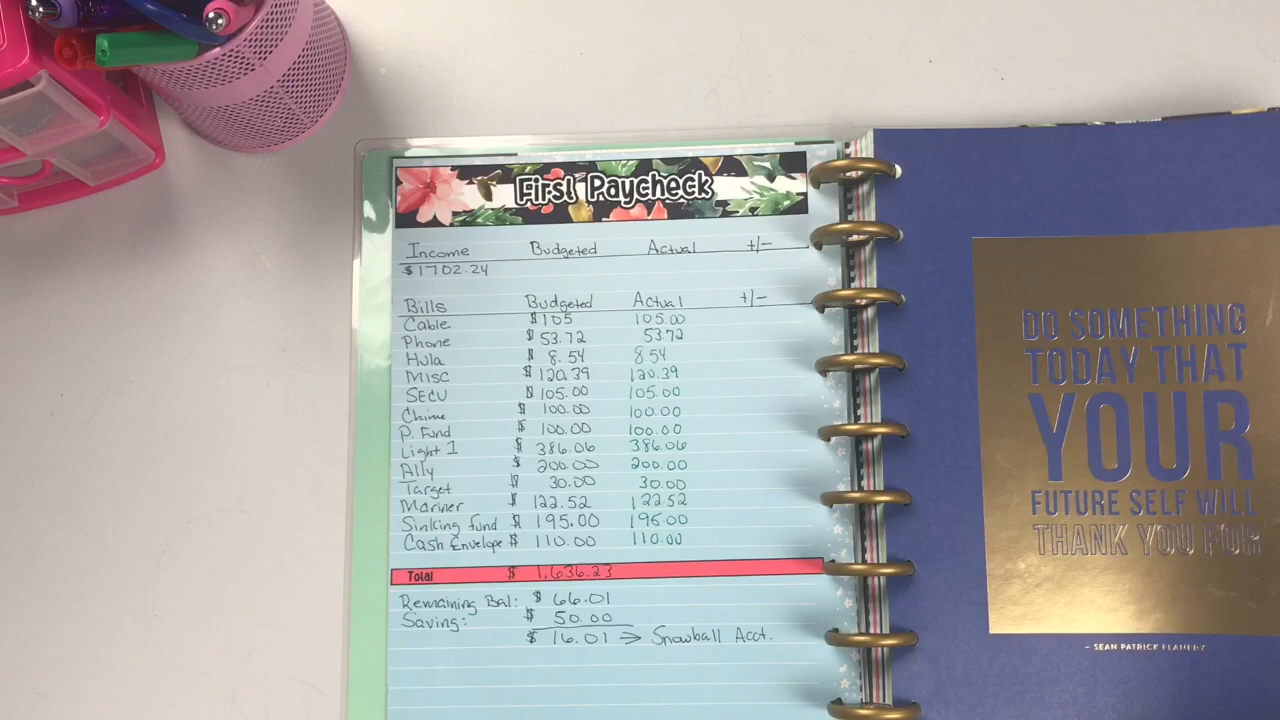 First Paycheck
Income Budgeted Actual +/-
$1702.24
Bills Budgeted Actual +/-
Cable $105 105.00
Phone $ 53.72 53.72
Hula $ 8.54 8.54
Misc $ 120.39 120.39
SECU $ 105.00 105.00
Chime $ 100.00 100.00
P. Fund $ 100.00 100.00
Light 1 $ 386.06 386.06
Ally $ 200.00 200.00
Target $ 30.00 30.00
Mariner $ 122.52 122.52
Sinking fund $ 195.00 195.00
Cash Envelope $ 110.00 110.00
Total $ 1,636.23
Remaining Bal: $ 66.01
Saving: $ 50.00
$ 16.01 → Snowball Acct.
DO SOMETHING
TODAY THAT
YOUR
FUTURE SELF WILL
THANK YOU FOR
– SEAN PATRICK FLANERY